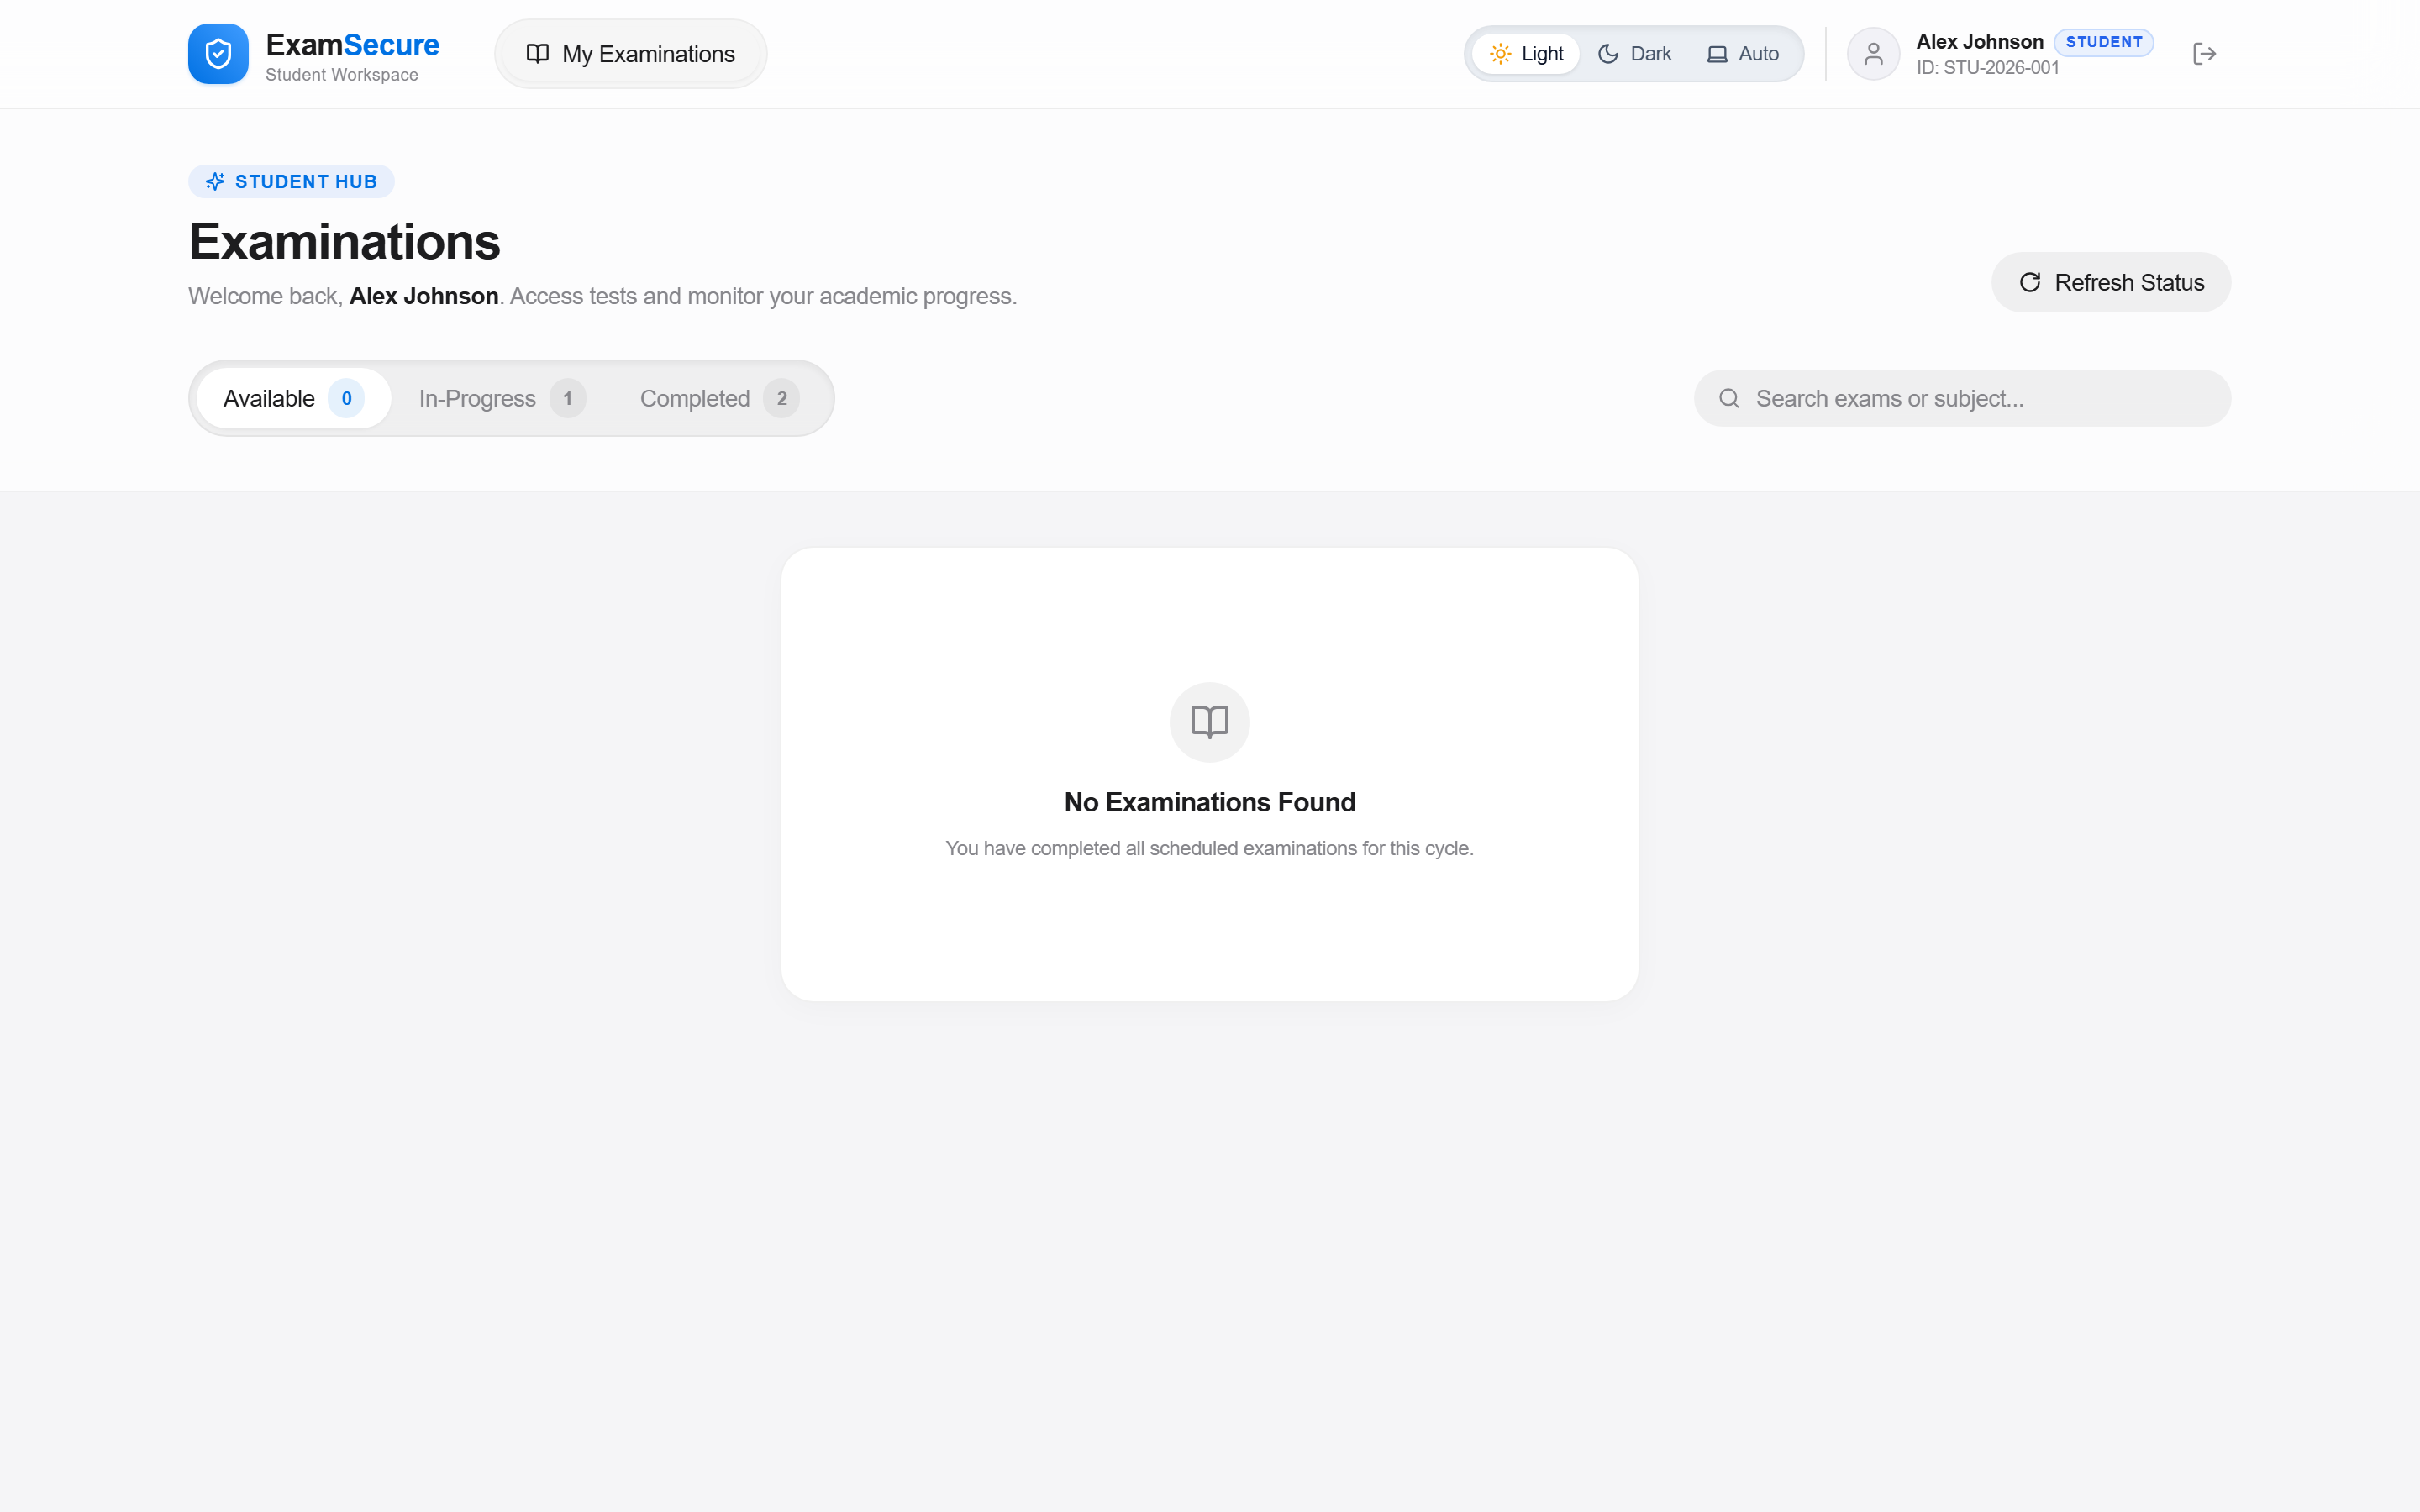 ExamSecure
Student Workspace
My Examinations
Light
Dark
Auto
Alex Johnson
STUDENT
ID: STU-2026-001
STUDENT HUB
Examinations
Welcome back, Alex Johnson. Access tests and monitor your academic progress.
Refresh Status
Available 0
In-Progress 1
Completed 2
Search exams or subject...
No Examinations Found
You have completed all scheduled examinations for this cycle.